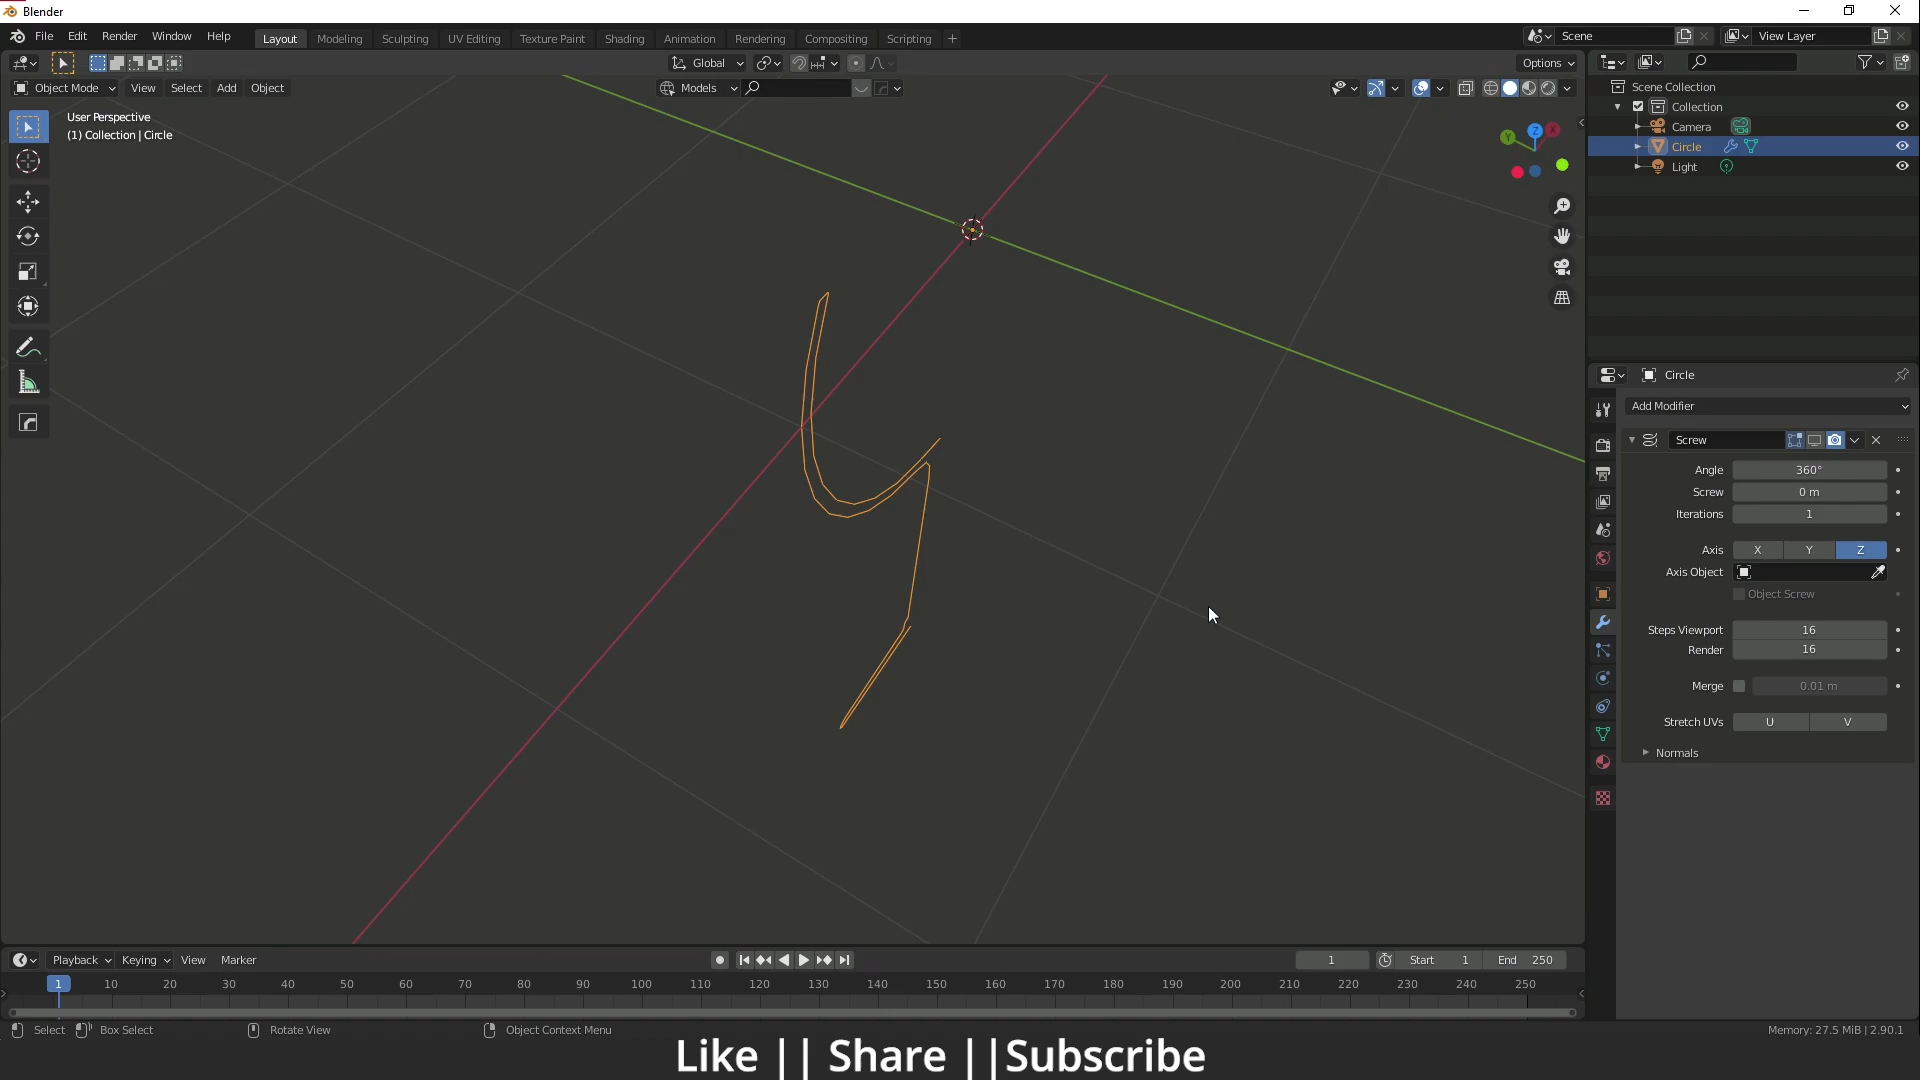 Blender
File Edit Render Window Help
Layout Modeling Sculpting UV Editing Texture Paint Shading Animation Rendering Compositing Scripting +
Scene View Layer
Global Options
Object Mode View Select Add Object
Models
User Perspective
(1) Collection | Circle
X Y Z
Scene Collection
Collection
Camera
Circle
Light
Circle
Add Modifier
Screw
Angle 360°
Screw 0 m
Iterations 1
Axis X Y Z
Axis Object
Object Screw
Steps Viewport 16
Render 16
Merge 0.01 m
Stretch UVs U V
Normals
Playback Keying View Marker
1 Start 1 End 250
1 10 20 30 40 50 60 70 80 90 100 110 120 130 140 150 160 170 180 190 200 210 220 230 240 250
Select Box Select Rotate View Object Context Menu Memory: 27.5 MiB | 2.90.1
Like || Share ||Subscribe